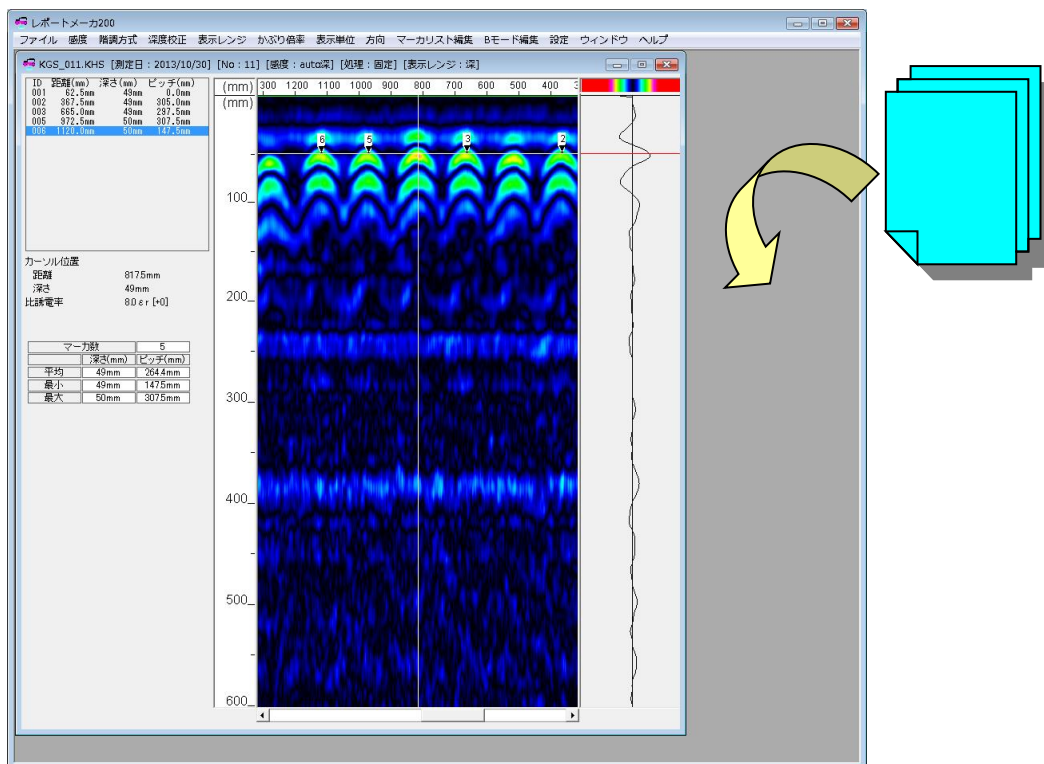 レポートメーカ200
ファイル 感度 階調方式 深度校正 表示レンジ かぶり倍率 表示単位 方向 マーカリスト編集 Bモード編集 設定 ウィンドウ ヘルプ
KGS_011.KHS [測定日：2013/10/30] [No：11] [感度：auto深] [処理：固定] [表示レンジ：深]
ID 距離(mm) 深さ(mm) ピッチ(mm)
001 62.5mm 49mm 0.0mm
002 367.5mm 49mm 305.0mm
003 665.0mm 49mm 297.5mm
005 972.5mm 50mm 307.5mm
006 1120.0mm 50mm 147.5mm
カーソル位置
距離 817.5mm
深さ 49mm
比誘電率 8.0 εr [+0]
マーカ数 5
深さ(mm) ピッチ(mm)
平均 49mm 264.4mm
最小 49mm 147.5mm
最大 50mm 307.5mm
(mm) 300 1200 1100 1000 900 800 700 600 500 400 3
(mm)
6 5 3 2
100
200
300
400
500
600